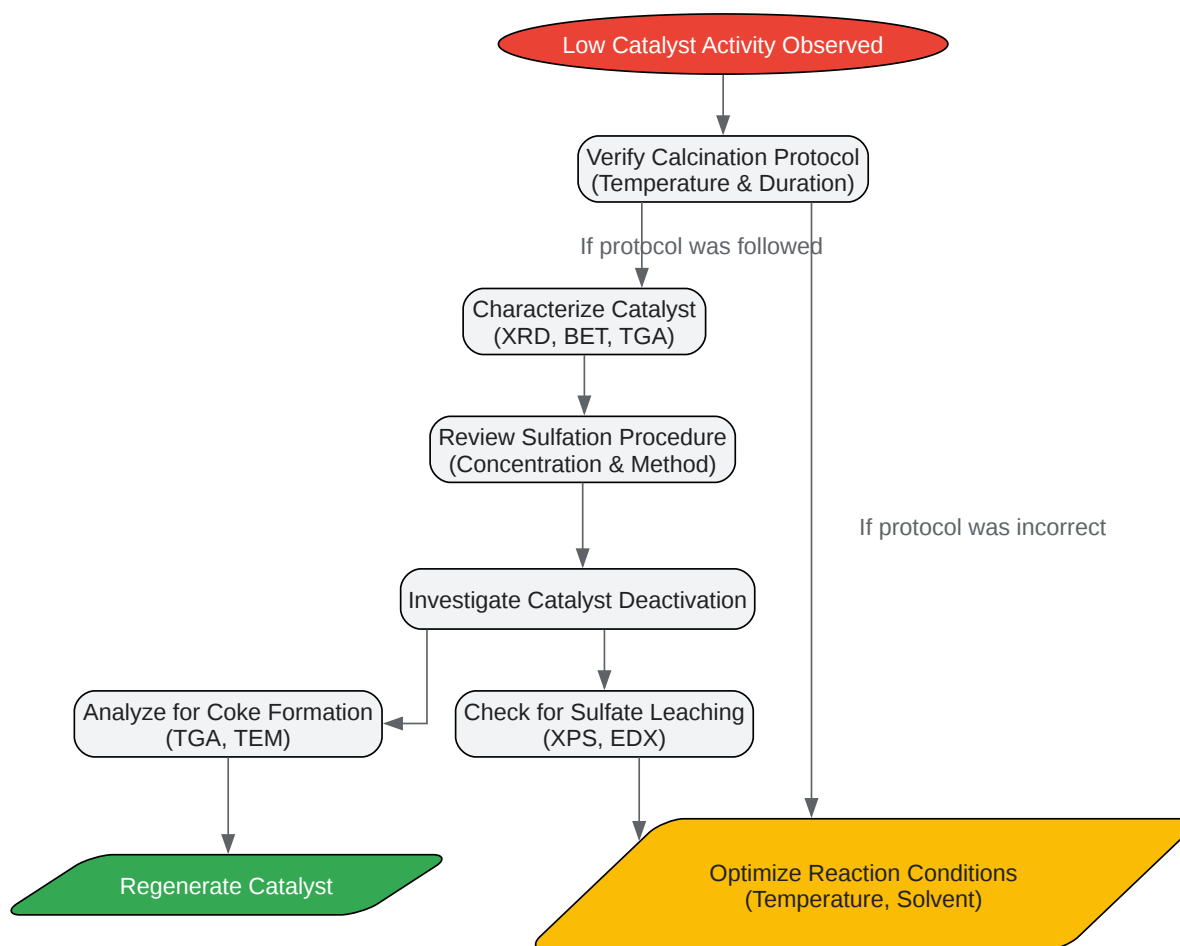 Low Catalyst Activity Observed
Verify Calcination Protocol
(Temperature & Duration)
If protocol was followed
Characterize Catalyst
(XRD, BET, TGA)
Review Sulfation Procedure
(Concentration & Method)
If protocol was incorrect
Investigate Catalyst Deactivation
Analyze for Coke Formation
(TGA, TEM)
Check for Sulfate Leaching
(XPS, EDX)
Regenerate Catalyst
Optimize Reaction Conditions
(Temperature, Solvent)